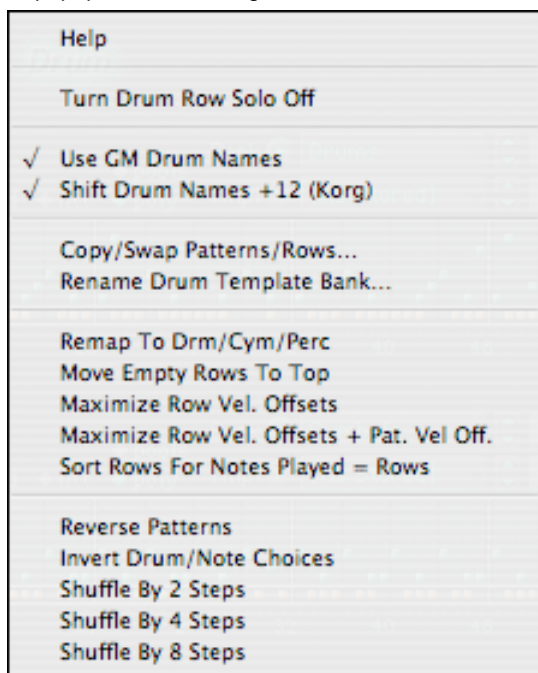 Help
Turn Drum Row Solo Off
√ Use GM Drum Names
√ Shift Drum Names +12 (Korg)
Copy/Swap Patterns/Rows...
Rename Drum Template Bank...
Remap To Drm/Cym/Perc
Move Empty Rows To Top
Maximize Row Vel. Offsets
Maximize Row Vel. Offsets + Pat. Vel Off.
Sort Rows For Notes Played = Rows
Reverse Patterns
Invert Drum/Note Choices
Shuffle By 2 Steps
Shuffle By 4 Steps
Shuffle By 8 Steps